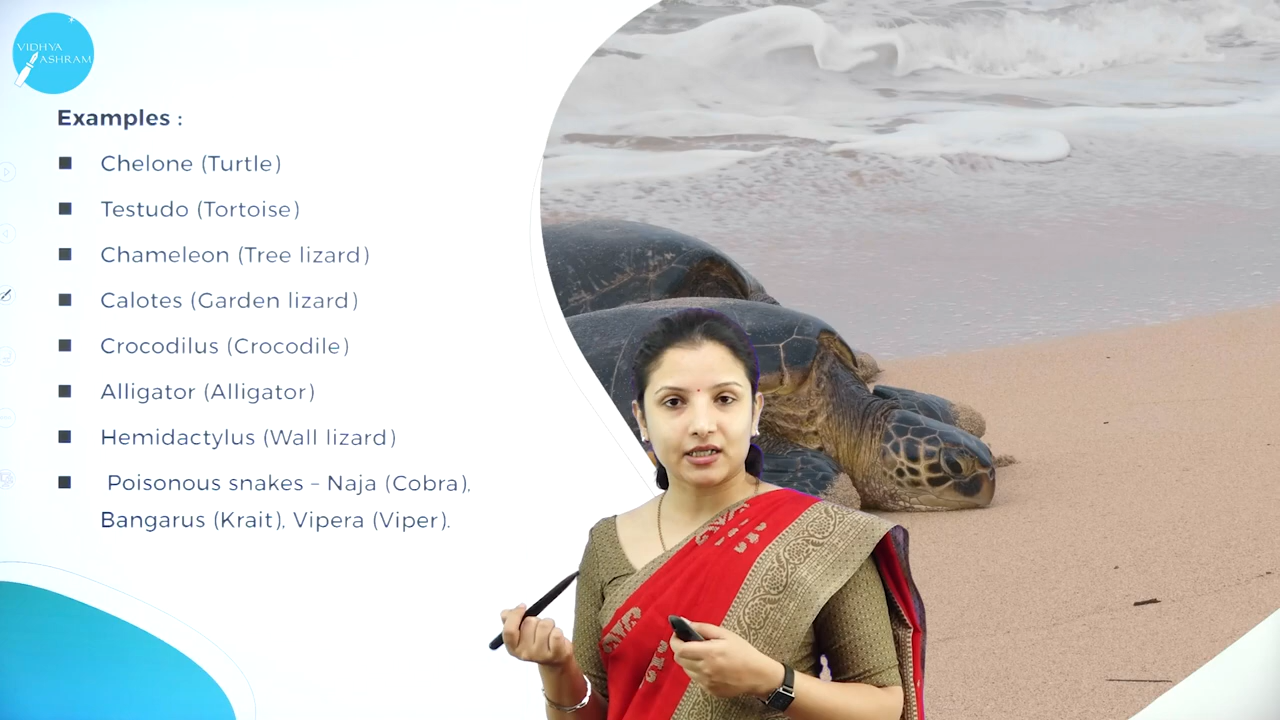 VIDHYA
ASHRAM
Examples :
■ Chelone (Turtle)
■ Testudo (Tortoise)
■ Chameleon (Tree lizard)
■ Calotes (Garden lizard)
■ Crocodilus (Crocodile)
■ Alligator (Alligator)
■ Hemidactylus (Wall lizard)
■ Poisonous snakes – Naja (Cobra),
Bangarus (Krait), Vipera (Viper).